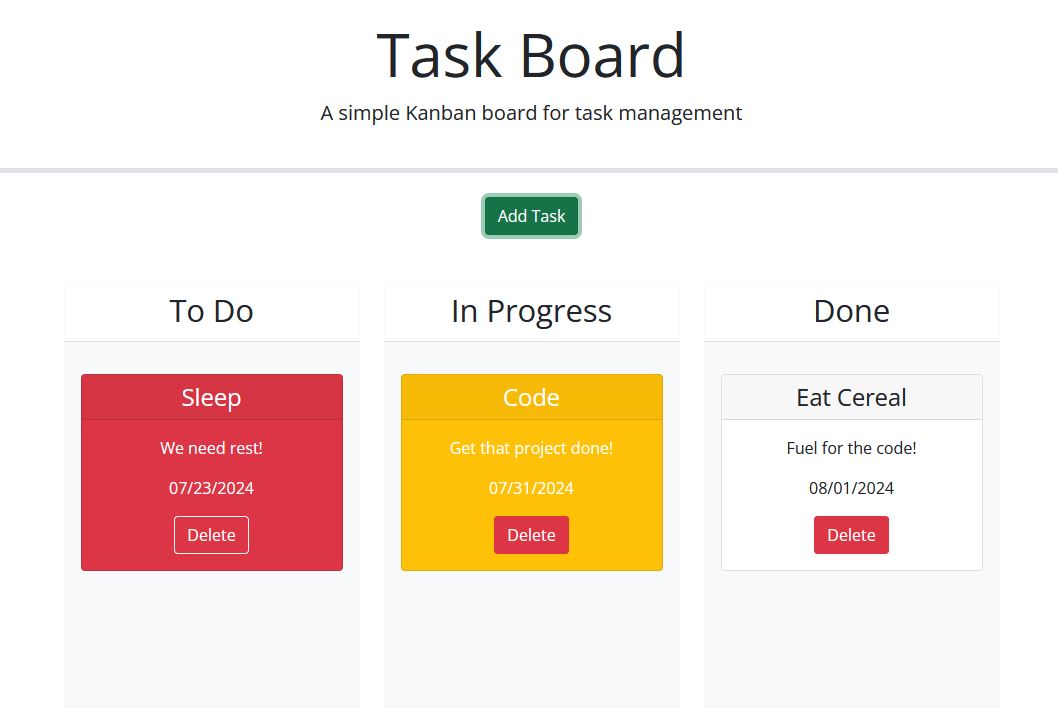 Task Board
A simple Kanban board for task management
Add Task
To Do
Sleep
We need rest!
07/23/2024
Delete
In Progress
Code
Get that project done!
07/31/2024
Delete
Done
Eat Cereal
Fuel for the code!
08/01/2024
Delete